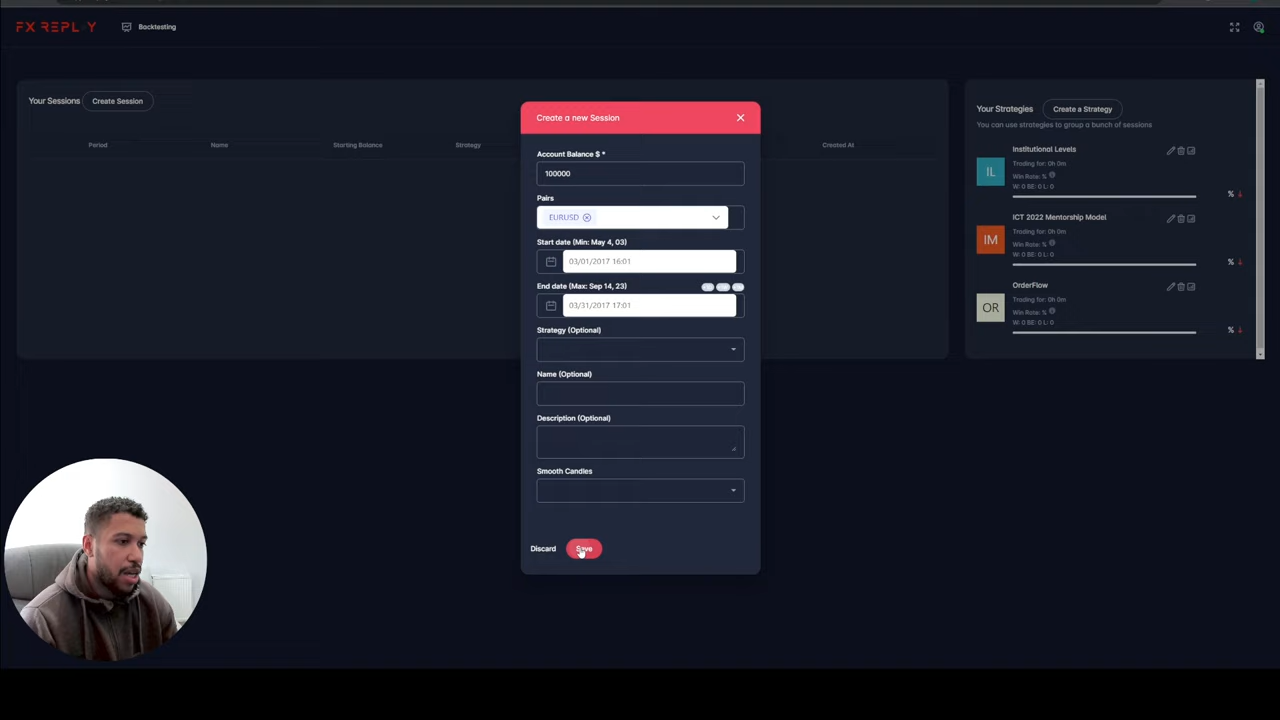 FX REPLAY
Backtesting
Your Sessions
Create Session
Period
Name
Starting Balance
Strategy
Created At
Create a new Session
Account Balance $ *
100000
Pairs
EURUSD
Start date (Min: May 4, 03)
03/01/2017 16:01
End date (Max: Sep 14, 23)
03/31/2017 17:01
Strategy (Optional)
Name (Optional)
Description (Optional)
Smooth Candles
Discard
Save
Your Strategies
Create a Strategy
You can use strategies to group a bunch of sessions
IL
Institutional Levels
Trading for: 0h 0m
Win Rate: %
W: 0 BE: 0 L: 0
%
IM
ICT 2022 Mentorship Model
Trading for: 0h 0m
Win Rate: %
W: 0 BE: 0 L: 0
%
OR
OrderFlow
Trading for: 0h 0m
Win Rate: %
W: 0 BE: 0 L: 0
%